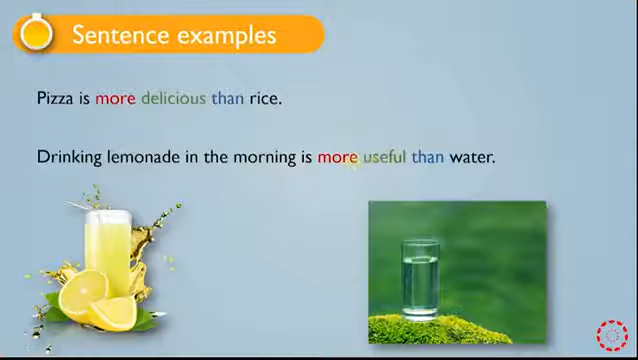 Sentence examples
Pizza is more delicious than rice.
Drinking lemonade in the morning is more useful than water.